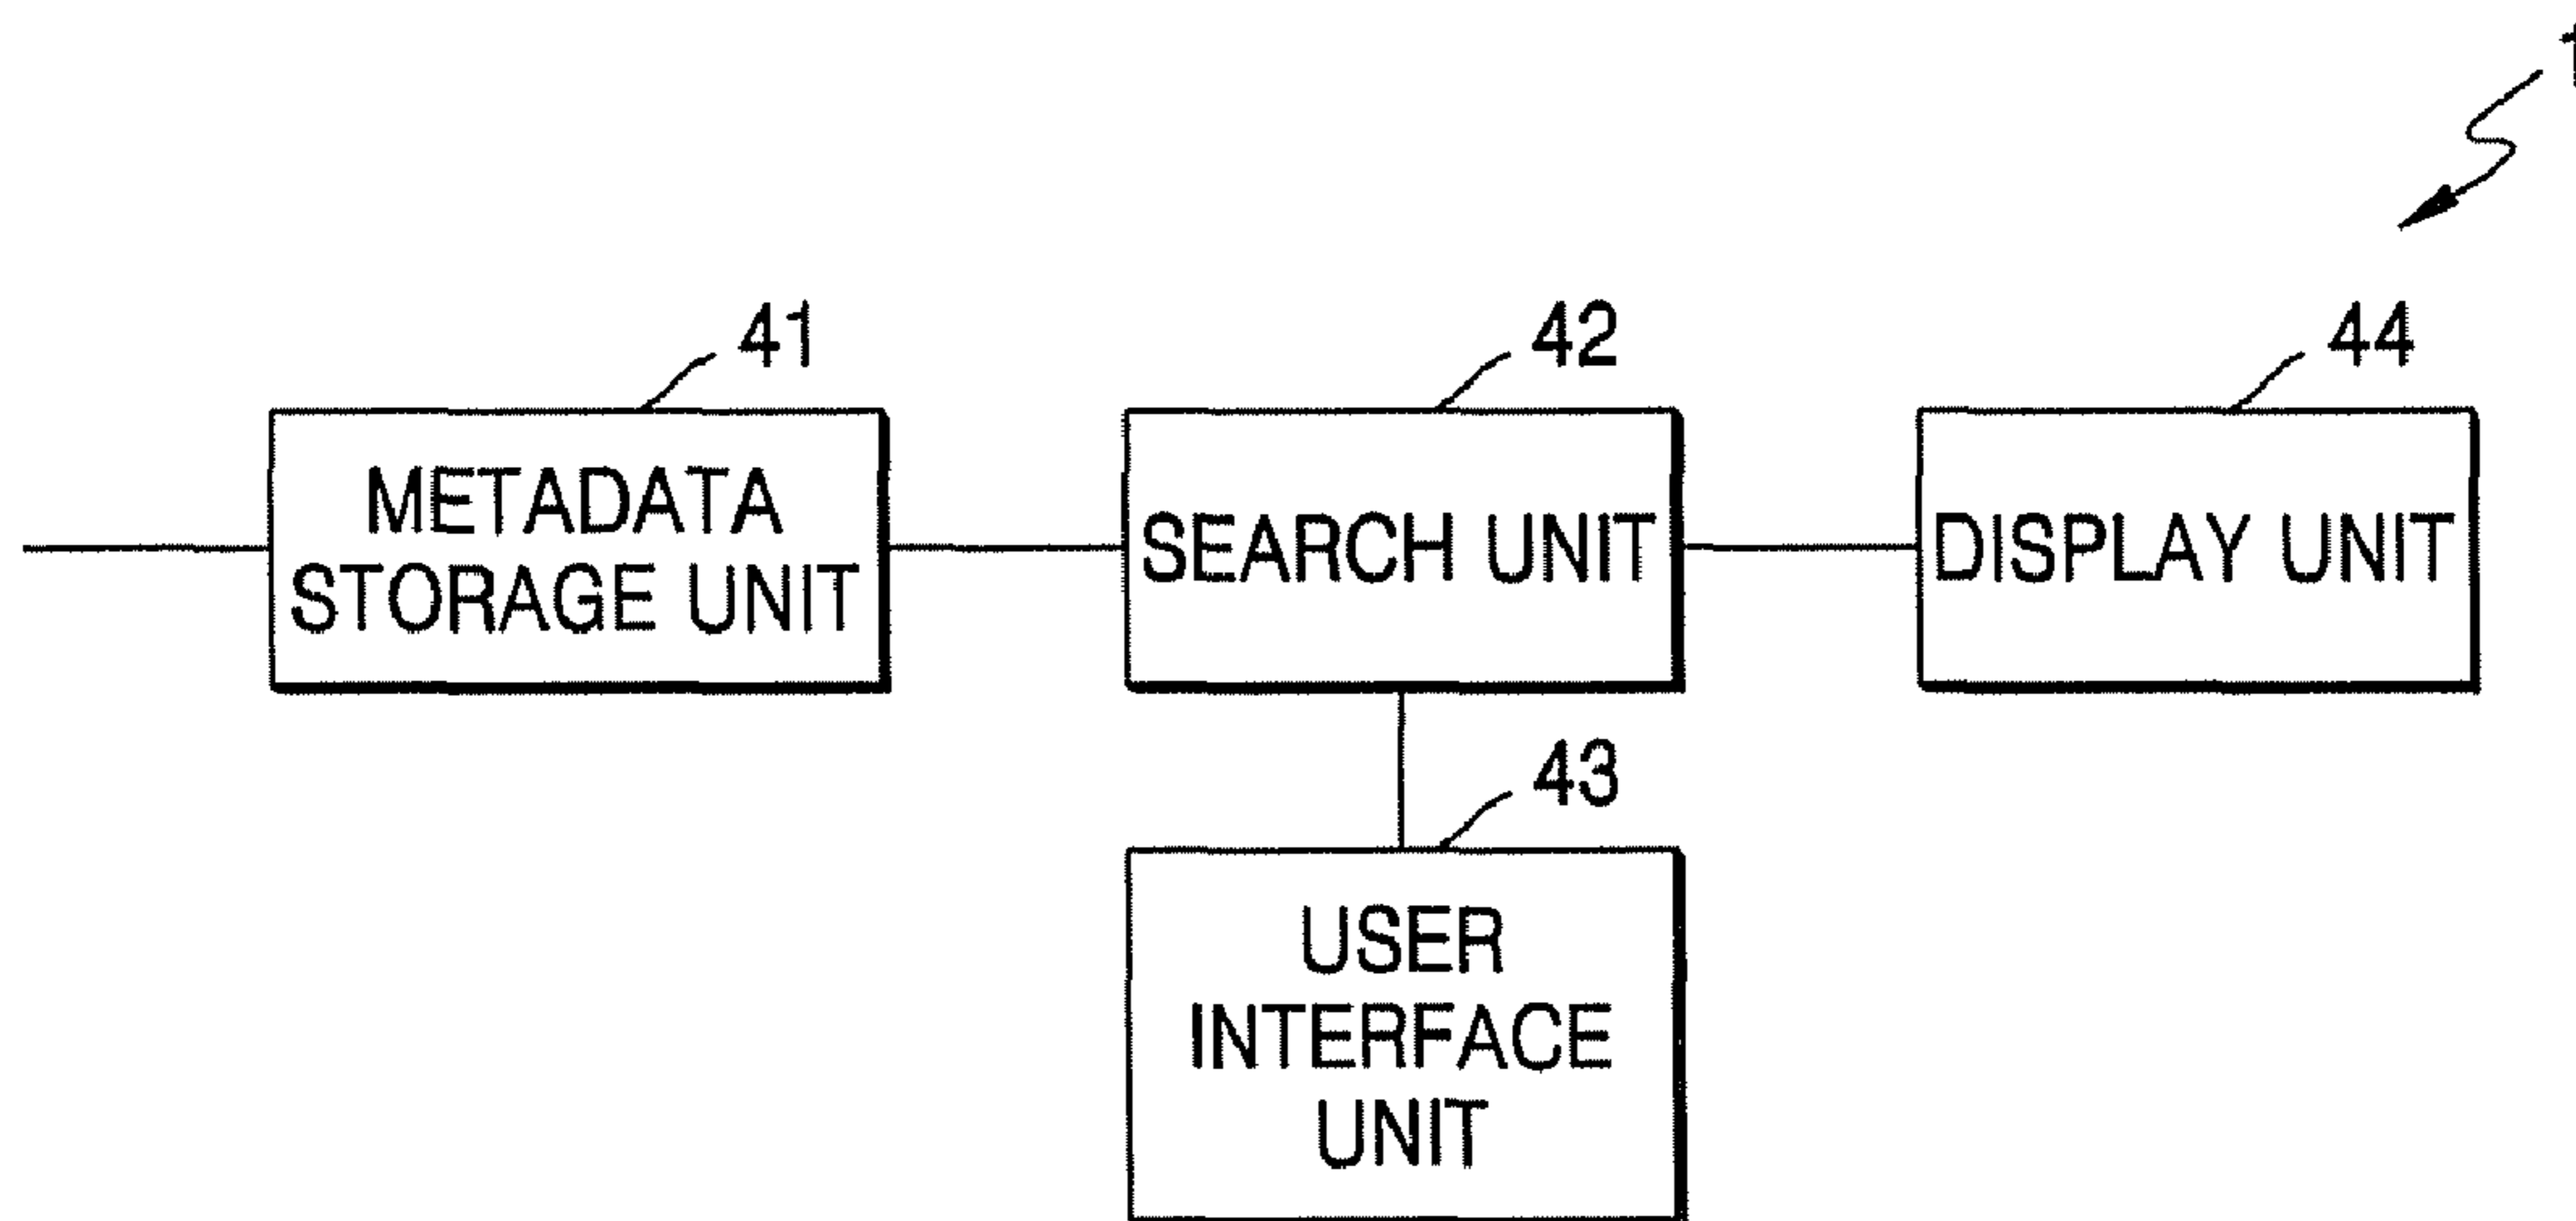 41
42
44
METADATA
STORAGE UNIT
SEARCH UNIT
DISPLAY UNIT
43
USER
INTERFACE
UNIT